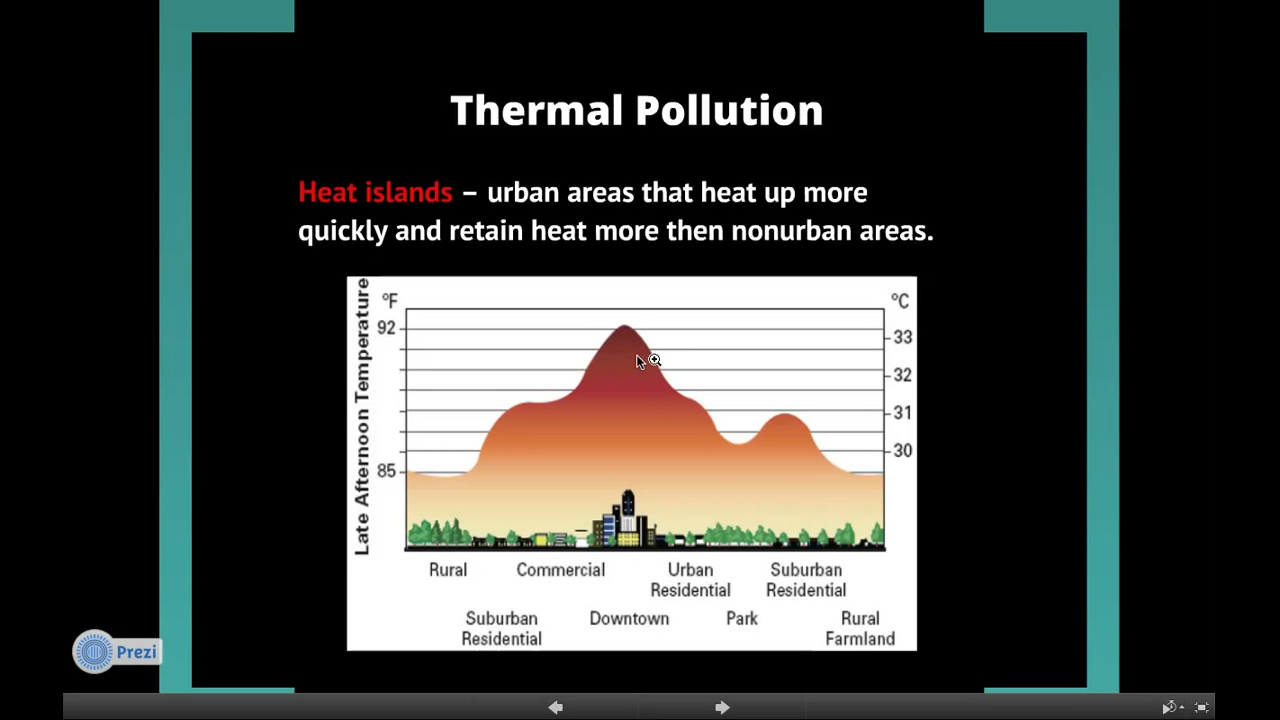 Thermal Pollution
Heat islands – urban areas that heat up more
quickly and retain heat more then nonurban areas.
Late Afternoon Temperature
ºF
ºC
92
33
32
31
30
85
Rural
Commercial
Urban
Residential
Suburban
Residential
Suburban
Residential
Downtown
Park
Rural
Farmland
Prezi